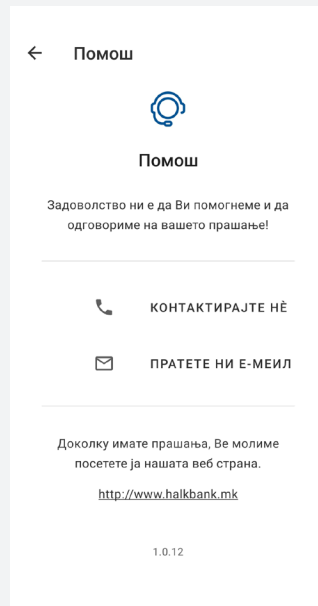 Помош
Помош
Задоволство ни е да Ви помогнеме и да
одговориме на вашето прашање!
КОНТАКТИРАЈТЕ НÈ
ПРАТЕТЕ НИ Е-МЕИЛ
Доколку имате прашања, Ве молиме
посетете ја нашата веб страна.
http://www.halkbank.mk
1.0.12